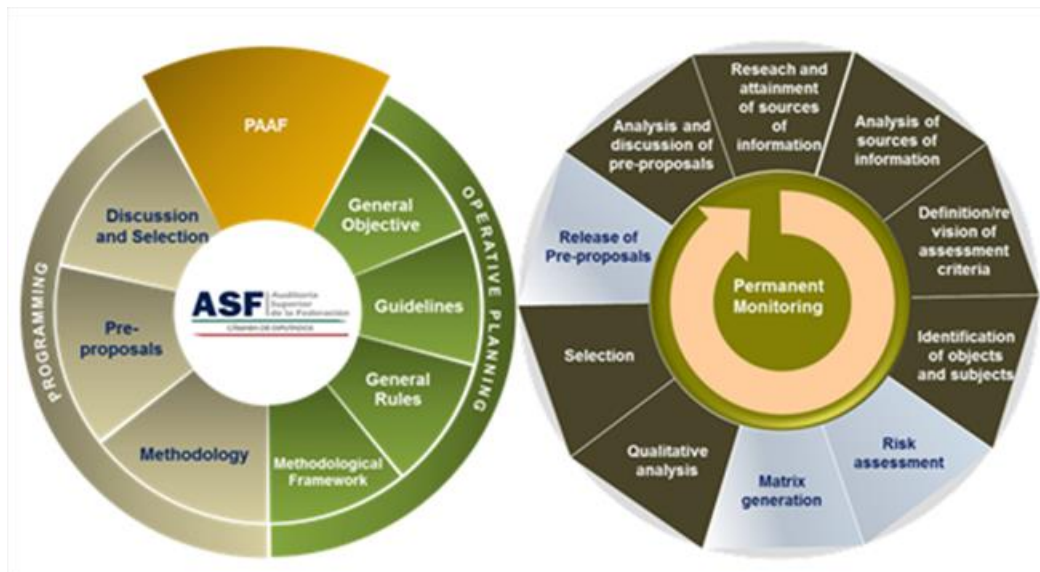 PAAF
General
Objective
Guidelines
General
Rules
Methodological
Framework
Methodology
Pre-
proposals
Discussion
and Selection
PROGRAMMING
OPERATIVE PLANNING
ASF
Auditoría
Superior
de la Federación
CÁMARA DE DIPUTADOS
Reseach and
attainment
of sources
of
information
Analysis of
sources of
information
Definition/re
vision of
assessment
criteria
Identification
of objects
and subjects
Risk
assessment
Matrix
generation
Qualitative
analysis
Selection
Release of
Pre-proposals
Analysis and
discussion of
pre-proposals
Permanent
Monitoring